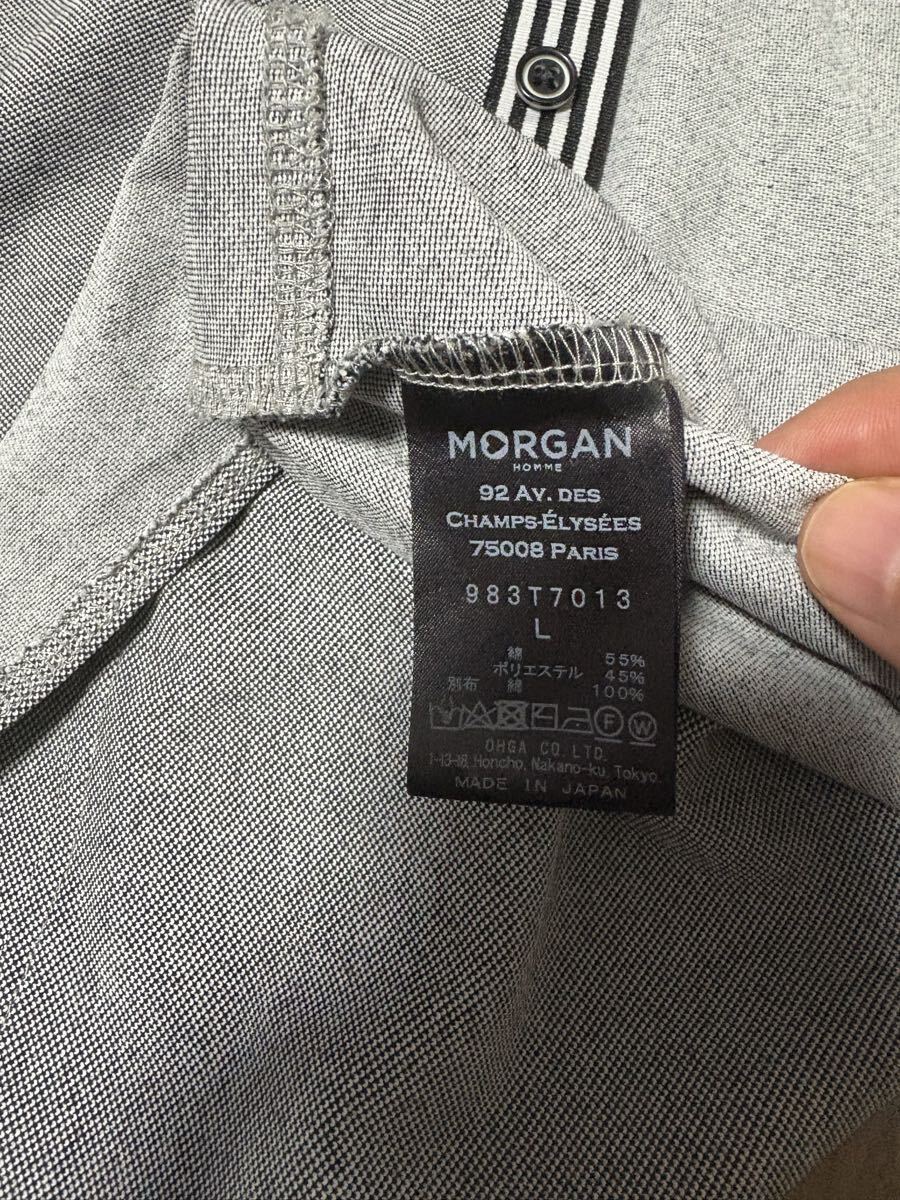 MORGAN
HOMME
92 AV. DES
CHAMPS-ÉLYSÉES
75008 PARIS
983T7013
L
綿 55%
ポリエステル 45%
別布 綿 100%
F W
OHGA CO.LTD.
1-13-18, Honcho, Nakano-ku, Tokyo.
MADE IN JAPAN